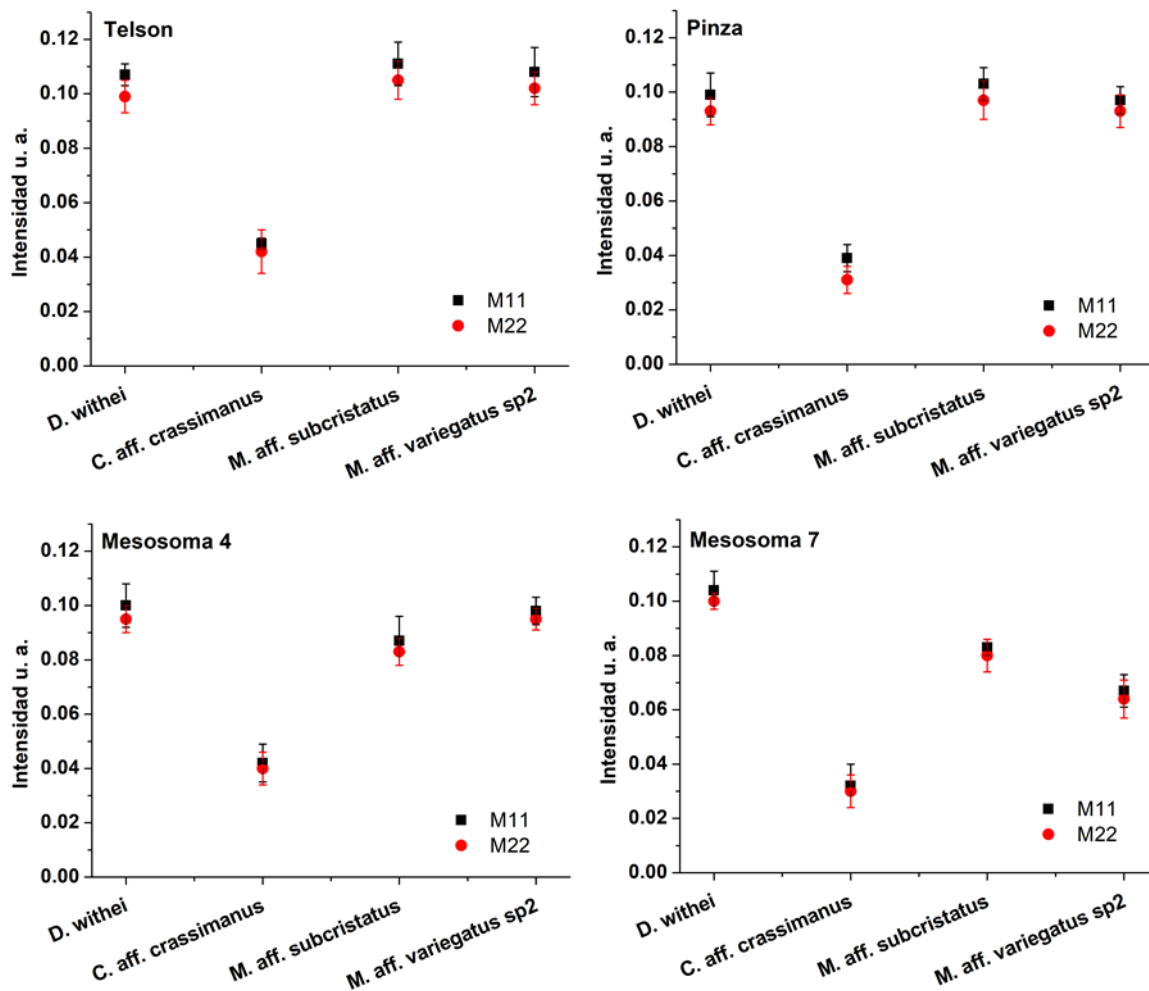 Telson
Intensidad u. a.
0.12
0.10
0.08
0.06
0.04
0.02
0.00
M11
M22
D. withei
C. aff. crassimanus
M. aff. subcristatus
M. aff. variegatus sp2
Pinza
Intensidad u. a.
0.12
0.10
0.08
0.06
0.04
0.02
0.00
M11
M22
D. withei
C. aff. crassimanus
M. aff. subcristatus
M. aff. variegatus sp2
Mesosoma 4
Intensidad u. a.
0.12
0.10
0.08
0.06
0.04
0.02
0.00
M11
M22
D. withei
C. aff. crassimanus
M. aff. subcristatus
M. aff. variegatus sp2
Mesosoma 7
Intensidad u. a.
0.12
0.10
0.08
0.06
0.04
0.02
0.00
M11
M22
D. withei
C. aff. crassimanus
M. aff. subcristatus
M. aff. variegatus sp2